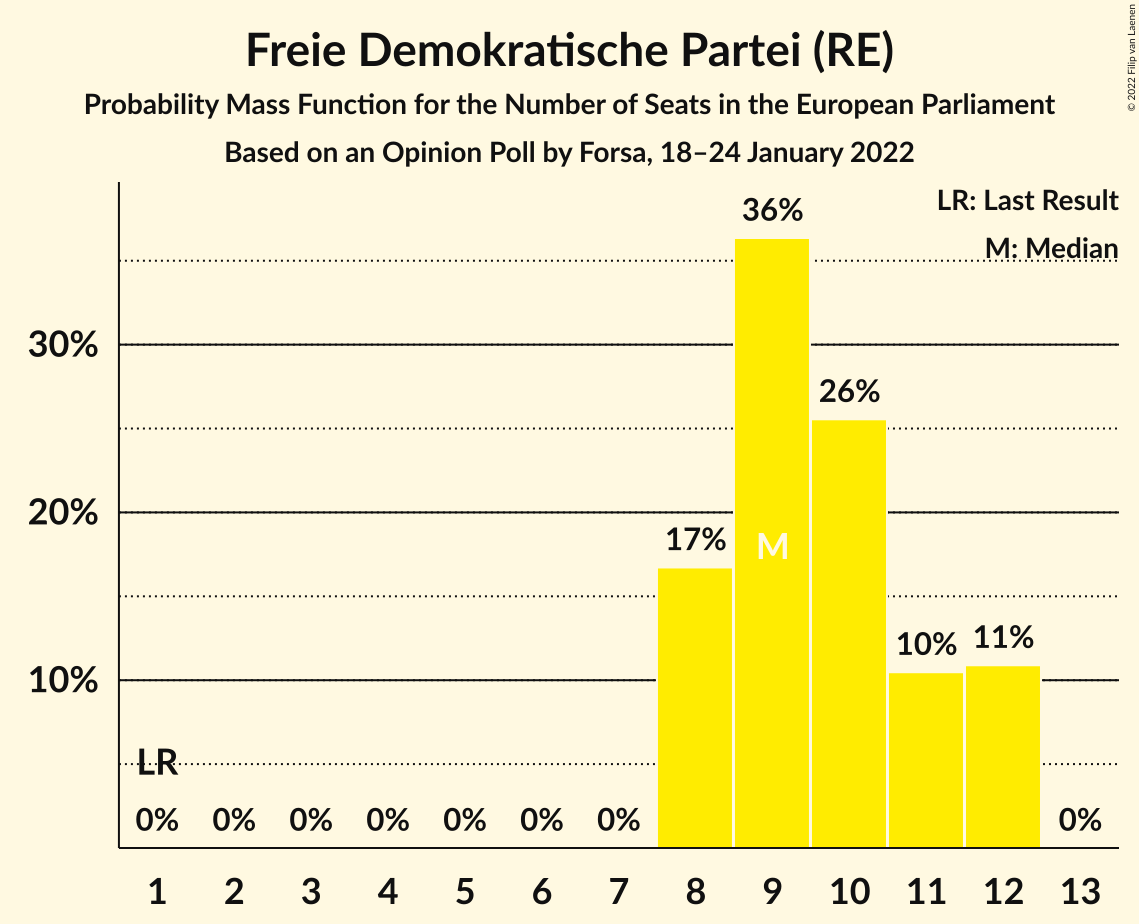 © 2022 Filip van Laenen
Freie Demokratische Partei (RE)
Probability Mass Function for the Number of Seats in the European Parliament
Based on an Opinion Poll by Forsa, 18–24 January 2022
LR: Last Result
M: Median
36%
30%
26%
20%
17%
M
10%
11%
10%
LR
0% 0% 0% 0% 0% 0% 0% 0%
1 2 3 4 5 6 7 8 9 10 11 12 13